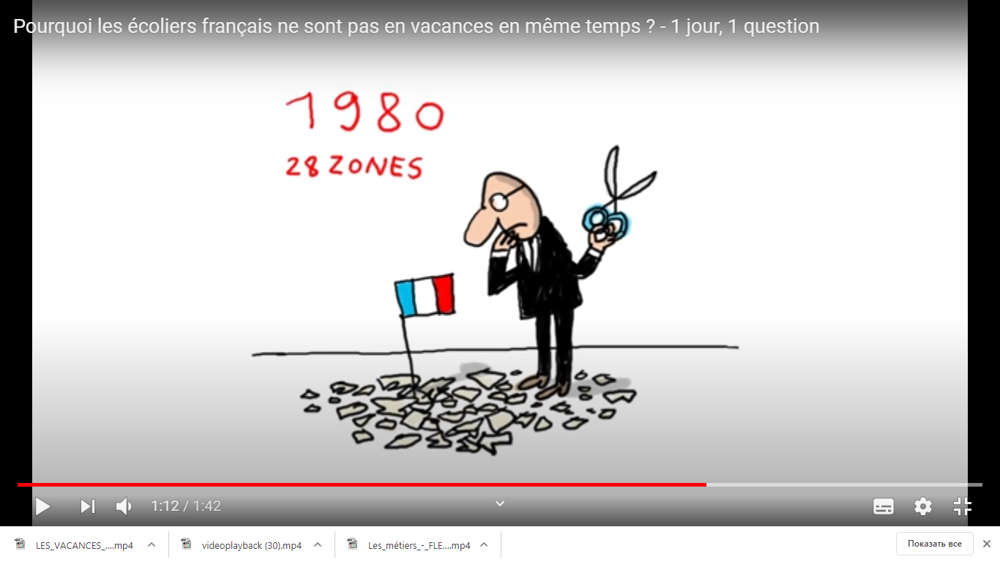 Pourquoi les écoliers français ne sont pas en vacances en même temps ? - 1 jour, 1 question
1980
28 ZONES
1:12 / 1:42
LES_VACANCES_....mp4
videoplayback (30).mp4
Les_métiers_-_FLE....mp4
Показать все